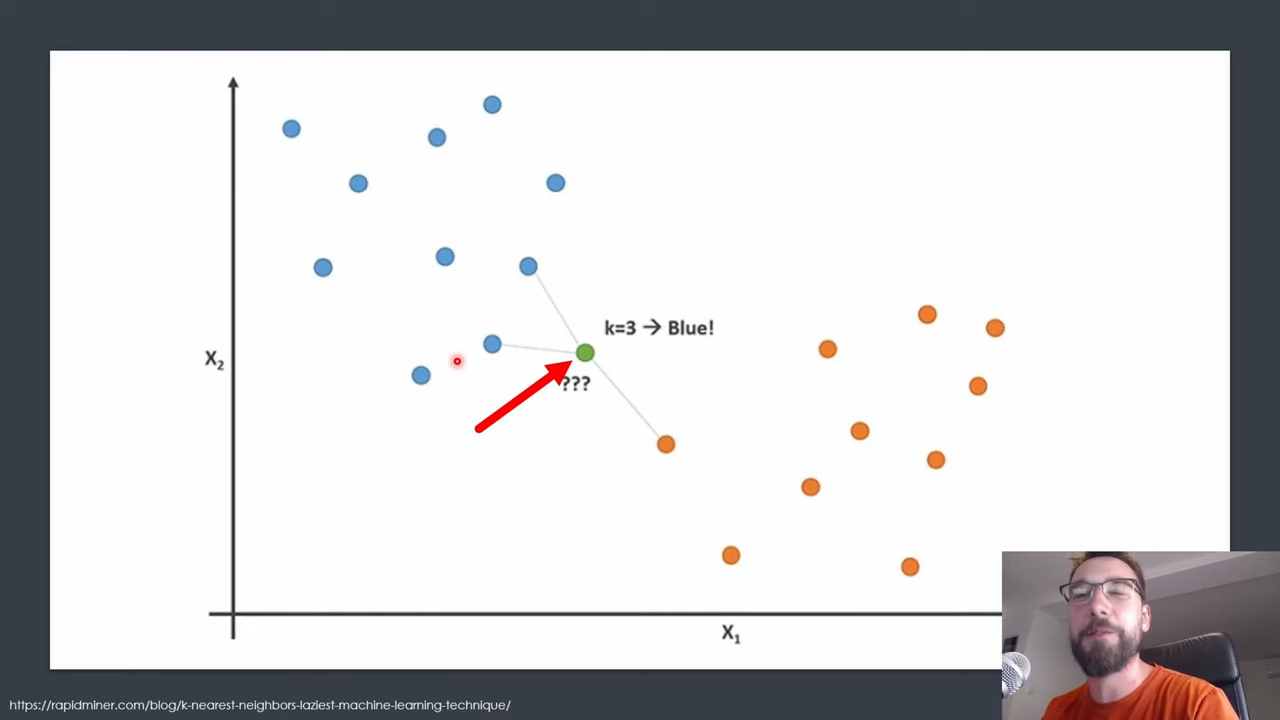 k=3 → Blue!
X₂
???
X₁
https://rapidminer.com/blog/k-nearest-neighbors-laziest-machine-learning-technique/